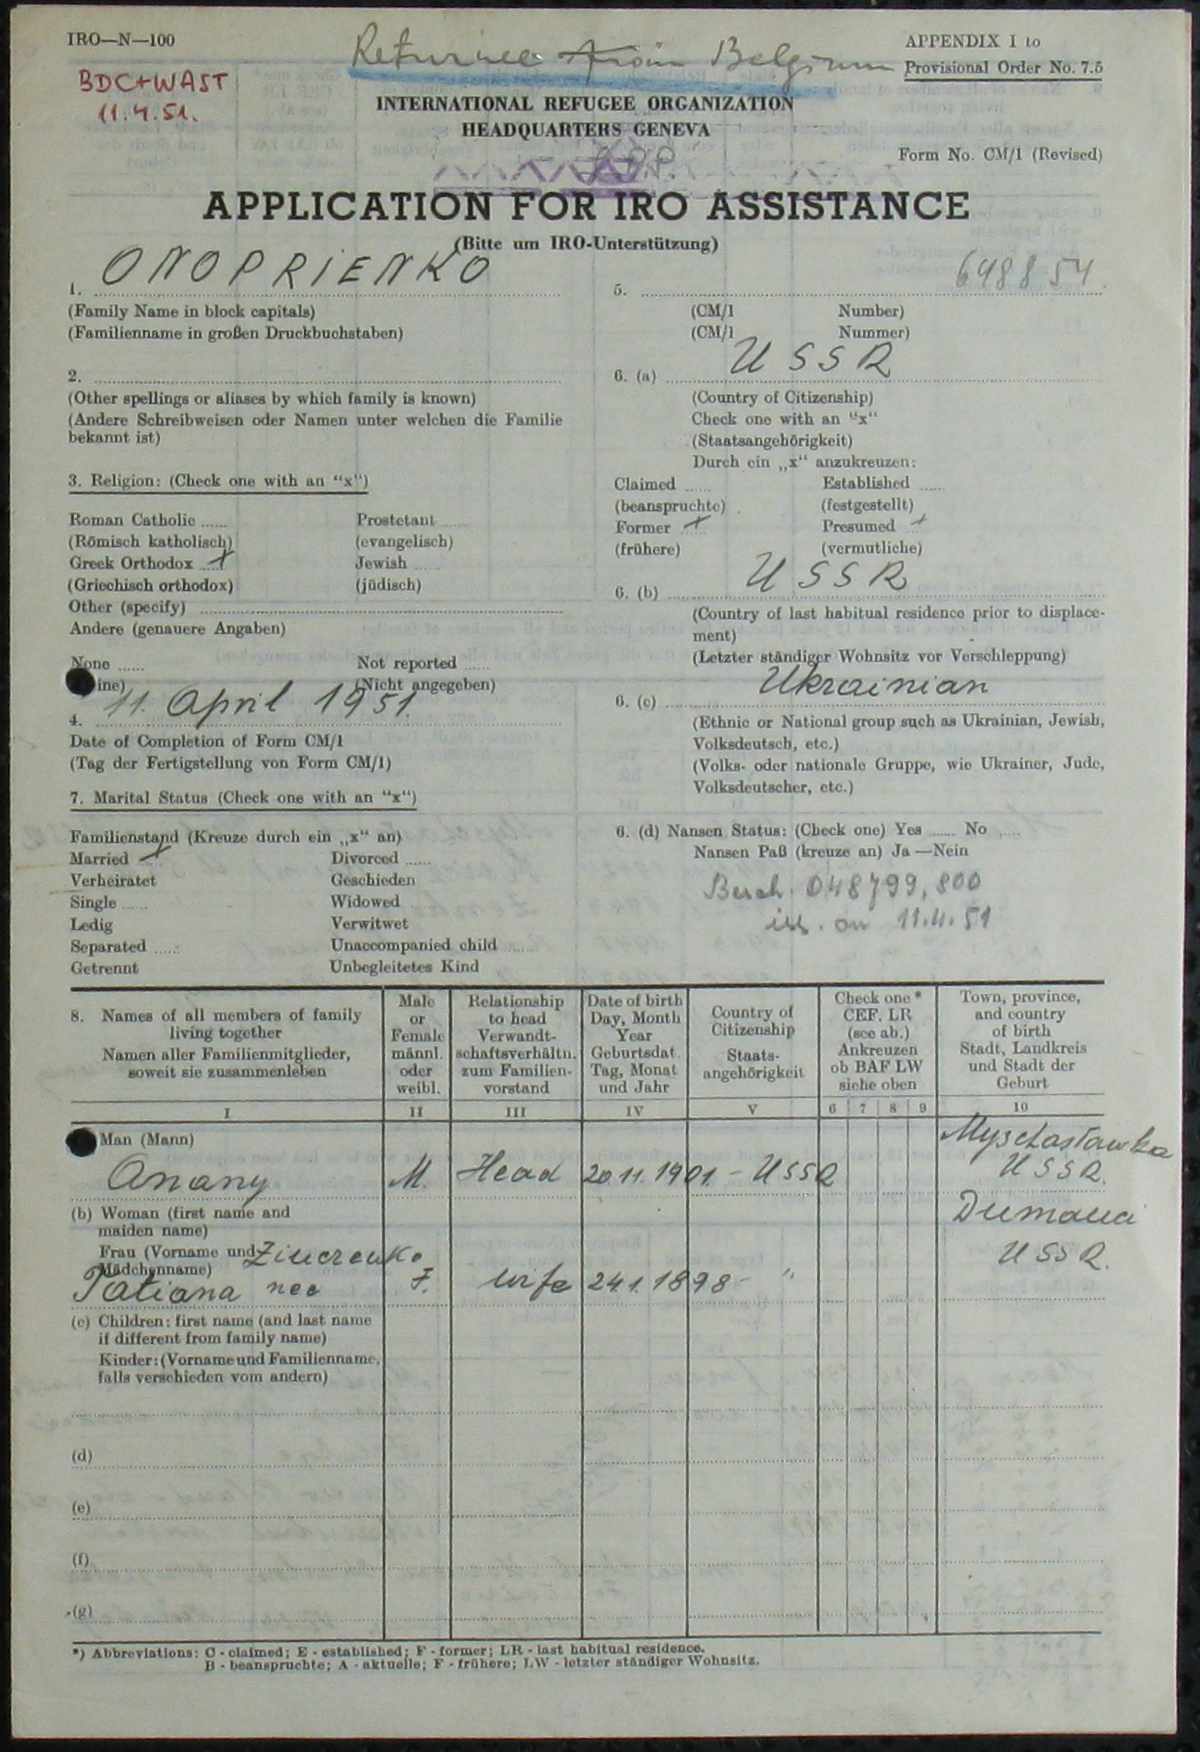 IRO—N—100
Returnee from Belgium
APPENDIX I to
Provisional Order No. 7.5
BDC+WAST
11.4.51.
INTERNATIONAL REFUGEE ORGANIZATION
HEADQUARTERS GENEVA
Form No. CM/1 (Revised)
APPLICATION FOR IRO ASSISTANCE
(Bitte um IRO-Unterstützung)
1. ONOPRIENKO
(Family Name in block capitals)
(Familienname in großen Druckbuchstaben)
2.
(Other spellings or aliases by which family is known)
(Andere Schreibweisen oder Namen unter welchen die Familie
bekannt ist)
3. Religion: (Check one with an “x“)
Roman Catholic Prostetant
(Römisch katholisch) (evangelisch)
Greek Orthodox x Jewish
(Griechisch orthodox) (jüdisch)
Other (specify)
Andere (genauere Angaben)
None Not reported
ine) (Nicht angegeben)
4. 11. April 1951.
Date of Completion of Form CM/1
(Tag der Fertigstellung von Form CM/1)
7. Marital Status (Check one with an “x“)
Familienstand (Kreuze durch ein „x“ an)
Married x Divorced
Verheiratet Geschieden
Single Widowed
Ledig Verwitwet
Separated Unaccompanied child
Getrennt Unbegleitetes Kind
5. 648854
(CM/1 Number)
(CM/1 Nummer)
6. (a) USSR
(Country of Citizenship)
Check one with an “x“
(Staatsangehörigkeit)
Durch ein „x“ anzukreuzen:
Claimed Established
(beanspruchte) (festgestellt)
Former x Presumed x
(frühere) (vermutliche)
6. (b) USSR
(Country of last habitual residence prior to displace-
ment)
(Letzter ständiger Wohnsitz vor Verschleppung)
6. (c) Ukrainian
(Ethnic or National group such as Ukrainian, Jewish,
Volksdeutsch, etc.)
(Volks- oder nationale Gruppe, wie Ukrainer, Jude,
Volksdeutscher, etc.)
6. (d) Nansen Status: (Check one) Yes No
Nansen Paß (kreuze an) Ja —Nein
Besch. 048799,800
iss. on 11.4.51
8. Names of all members of family
living together
Namen aller Familienmitglieder,
soweit sie zusammenleben
Male
or
Female
männl.
oder
weibl.
Relationship
to head
Verwandt-
schaftsverhältn.
zum Familien-
vorstand
Date of birth
Day, Month
Year
Geburtsdat.
Tag, Monat
und Jahr
Country of
Citizenship
Staats-
angehörigkeit
Check one *
CEF. LR
(see ab.)
Ankreuzen
ob BAF LW
siehe oben
Town, province,
and country
of birth
Stadt, Landkreis
und Stadt der
Geburt
I II III IV V 6 7 8 9 10
Man (Mann)
Anany M. Head 20.11.1901. – USSR
USSR.
(b) Woman (first name and
maiden name)
Frau (Vorname und
Mädchenname)
Tatiana nee Zincrenko F. wife 24.1.1898 – "
USSR.
(c) Children: first name (and last name
if different from family name)
Kinder: (Vorname und Familienname,
falls verschieden vom andern)
(d)
(e)
(f)
(g)
*) Abbreviations: C - claimed; E - established; F - former; LR - last habitual residence.
B - beanspruchte; A - aktuelle; F - frühere; LW - letzter ständiger Wohnsitz.